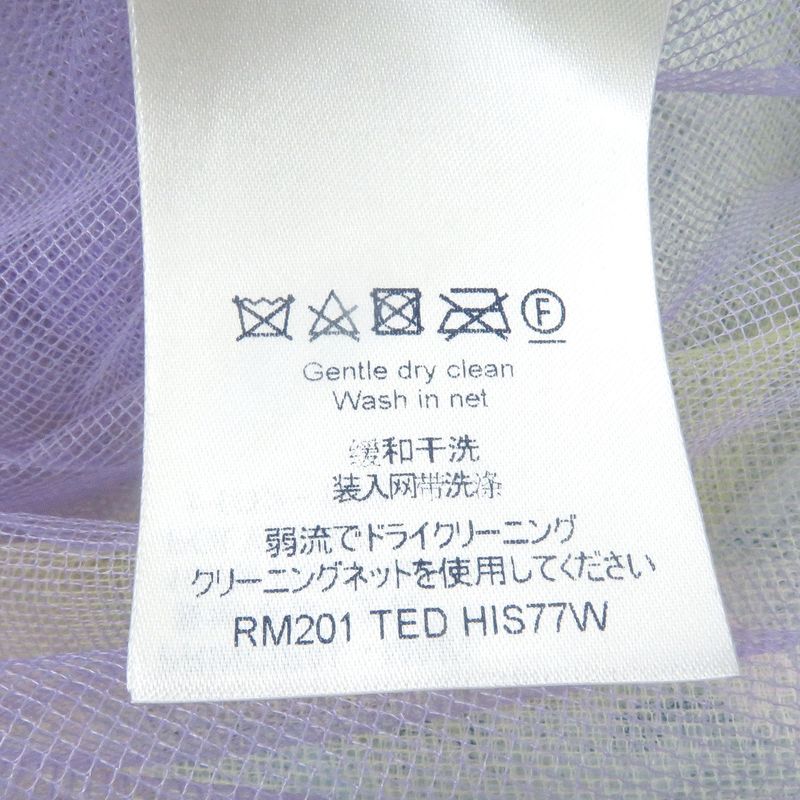 F
Gentle dry clean
Wash in net
缓和干洗
装入网带洗涤
弱流でドライクリーニング
クリーニングネットを使用してください
RM201 TED HIS77W